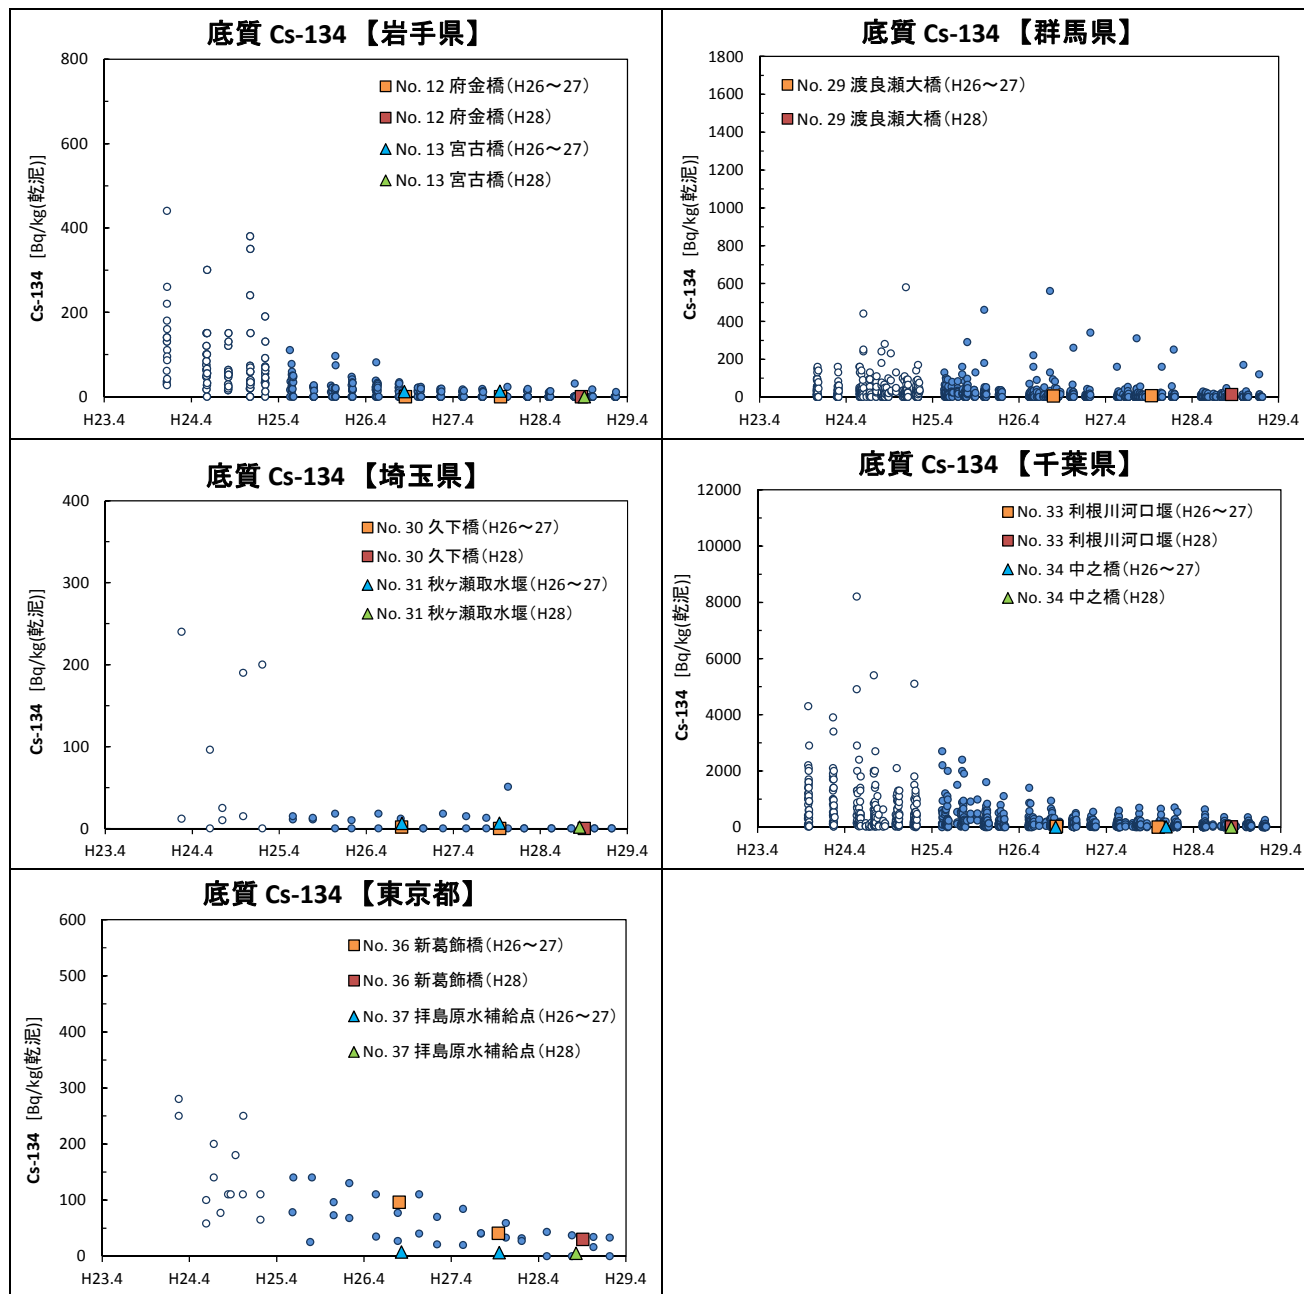 底質 Cs-134 【岩手県】
800
600
400
200
0
Cs-134 [Bq/kg(乾泥)]
No. 12 府金橋(H26～27)
No. 12 府金橋(H28)
No. 13 宮古橋(H26～27)
No. 13 宮古橋(H28)
H23.4 H24.4 H25.4 H26.4 H27.4 H28.4 H29.4
底質 Cs-134 【群馬県】
1800
1600
1400
1200
1000
800
600
400
200
0
Cs-134 [Bq/kg(乾泥)]
No. 29 渡良瀬大橋(H26～27)
No. 29 渡良瀬大橋(H28)
H23.4 H24.4 H25.4 H26.4 H27.4 H28.4 H29.4
底質 Cs-134 【埼玉県】
400
300
200
100
0
Cs-134 [Bq/kg(乾泥)]
No. 30 久下橋(H26～27)
No. 30 久下橋(H28)
No. 31 秋ヶ瀬取水堰(H26～27)
No. 31 秋ヶ瀬取水堰(H28)
H23.4 H24.4 H25.4 H26.4 H27.4 H28.4 H29.4
底質 Cs-134 【千葉県】
12000
10000
8000
6000
4000
2000
0
Cs-134 [Bq/kg(乾泥)]
No. 33 利根川河口堰(H26～27)
No. 33 利根川河口堰(H28)
No. 34 中之橋(H26～27)
No. 34 中之橋(H28)
H23.4 H24.4 H25.4 H26.4 H27.4 H28.4 H29.4
底質 Cs-134 【東京都】
600
500
400
300
200
100
0
Cs-134 [Bq/kg(乾泥)]
No. 36 新葛飾橋(H26～27)
No. 36 新葛飾橋(H28)
No. 37 拝島原水補給点(H26～27)
No. 37 拝島原水補給点(H28)
H23.4 H24.4 H25.4 H26.4 H27.4 H28.4 H29.4